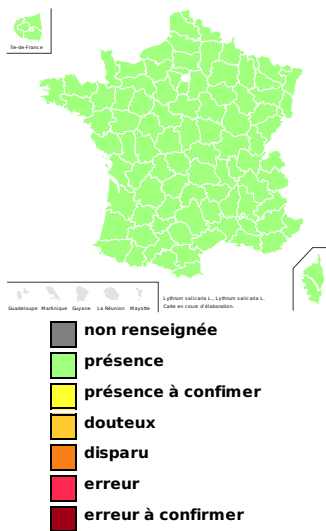 Île-de-France
Guadeloupe Martinique Guyane La Réunion Mayotte
Lythrum salicaria L., Lythrum salicaria L.
Carte en cours d'élaboration.
non renseignée
présence
présence à confimer
douteux
disparu
erreur
erreur à confirmer